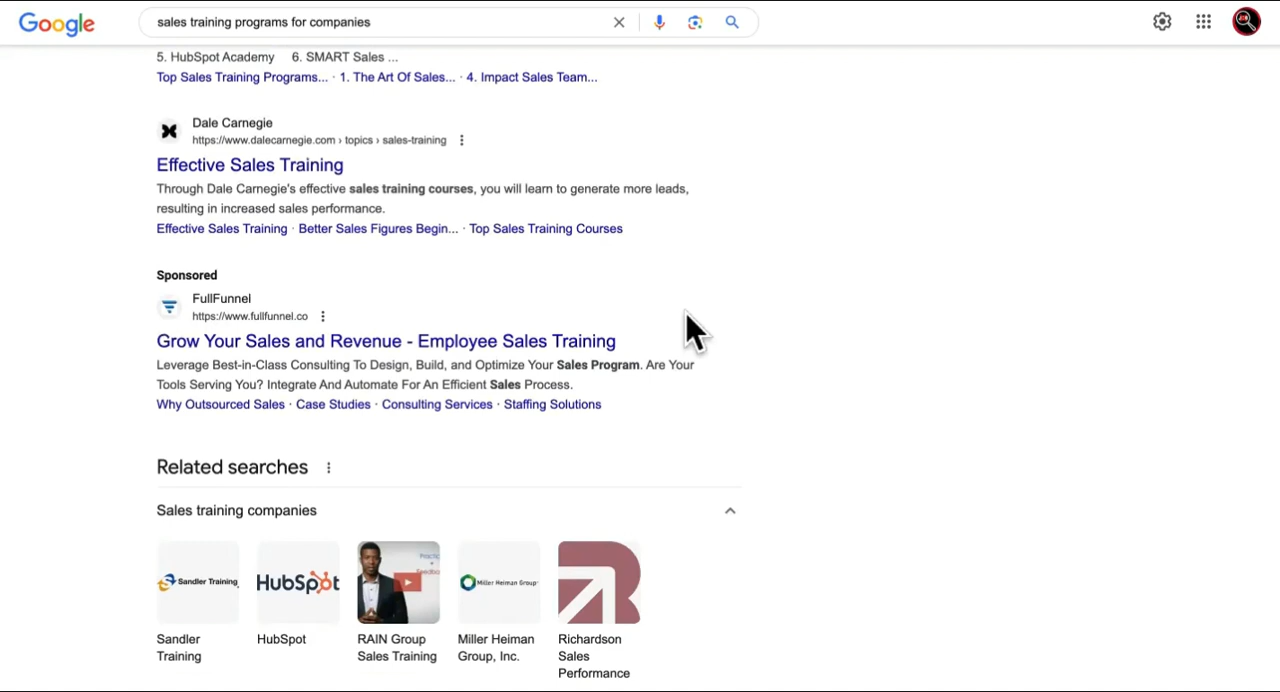 Google
sales training programs for companies
5. HubSpot Academy 6. SMART Sales ...
Top Sales Training Programs... · 1. The Art Of Sales... · 4. Impact Sales Team...
Dale Carnegie
https://www.dalecarnegie.com › topics › sales-training
Effective Sales Training
Through Dale Carnegie's effective sales training courses, you will learn to generate more leads,
resulting in increased sales performance.
Effective Sales Training · Better Sales Figures Begin... · Top Sales Training Courses
Sponsored
FullFunnel
https://www.fullfunnel.co
Grow Your Sales and Revenue - Employee Sales Training
Leverage Best-in-Class Consulting To Design, Build, and Optimize Your Sales Program. Are Your
Tools Serving You? Integrate And Automate For An Efficient Sales Process.
Why Outsourced Sales · Case Studies · Consulting Services · Staffing Solutions
Related searches
Sales training companies
Sandler Training
HubSpot
Miller Heiman Group
Sandler
Training
HubSpot
RAIN Group
Sales Training
Miller Heiman
Group, Inc.
Richardson
Sales
Performance